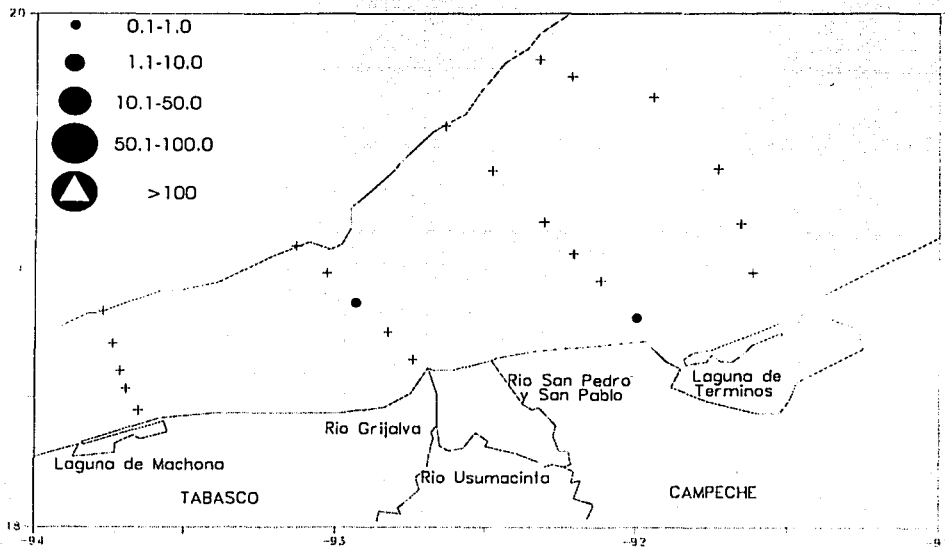 20
0.1-1.0
1.1-10.0
10.1-50.0
50.1-100.0
>100
Rio San Pedro
y San Pablo
Laguna de
Terminos
Rio Grijalva
Laguna de Machona
Rio Usumacinta
TABASCO
CAMPECHE
18
-94
-93
-92